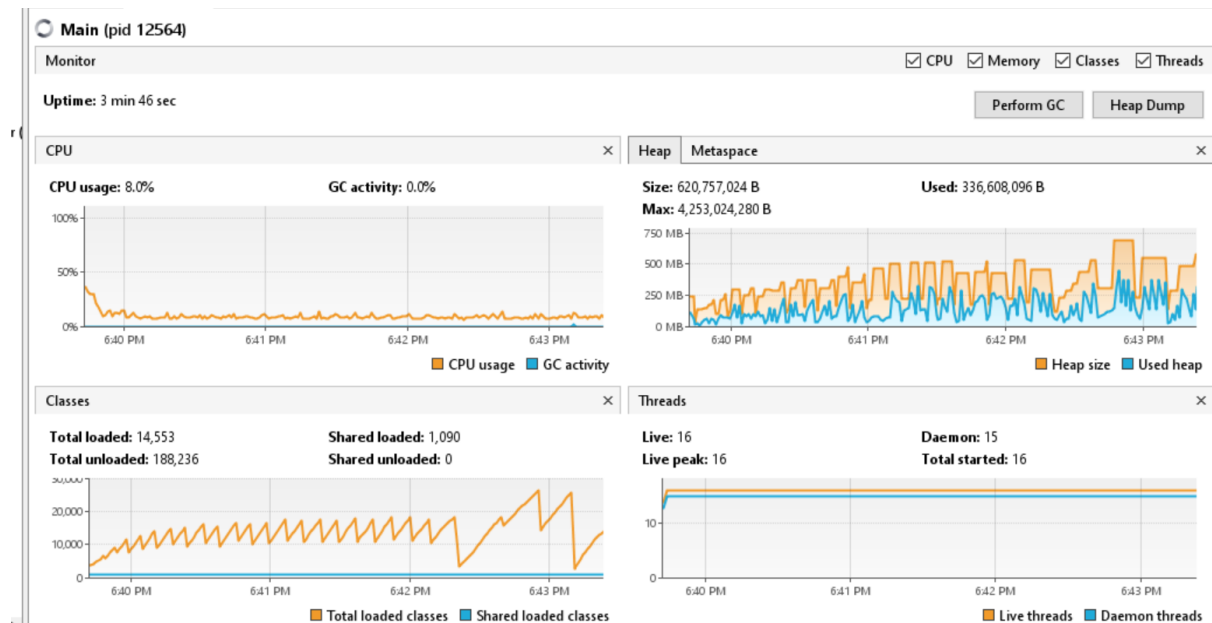 Main (pid 12564)
Monitor
CPU Memory Classes Threads
Uptime: 3 min 46 sec
Perform GC Heap Dump
r (
CPU
CPU usage: 8.0% GC activity: 0.0%
100%
50%
0%
6:40 PM 6:41 PM 6:42 PM 6:43 PM
CPU usage GC activity
Heap Metaspace
Size: 620,757,024 B Used: 336,608,096 B
Max: 4,253,024,280 B
750 MB
500 MB
250 MB
0 MB
6:40 PM 6:41 PM 6:42 PM 6:43 PM
Heap size Used heap
Classes
Total loaded: 14,553 Shared loaded: 1,090
Total unloaded: 188,236 Shared unloaded: 0
30,000
20,000
10,000
0
6:40 PM 6:41 PM 6:42 PM 6:43 PM
Total loaded classes Shared loaded classes
Threads
Live: 16 Daemon: 15
Live peak: 16 Total started: 16
10
0
6:40 PM 6:41 PM 6:42 PM 6:43 PM
Live threads Daemon threads